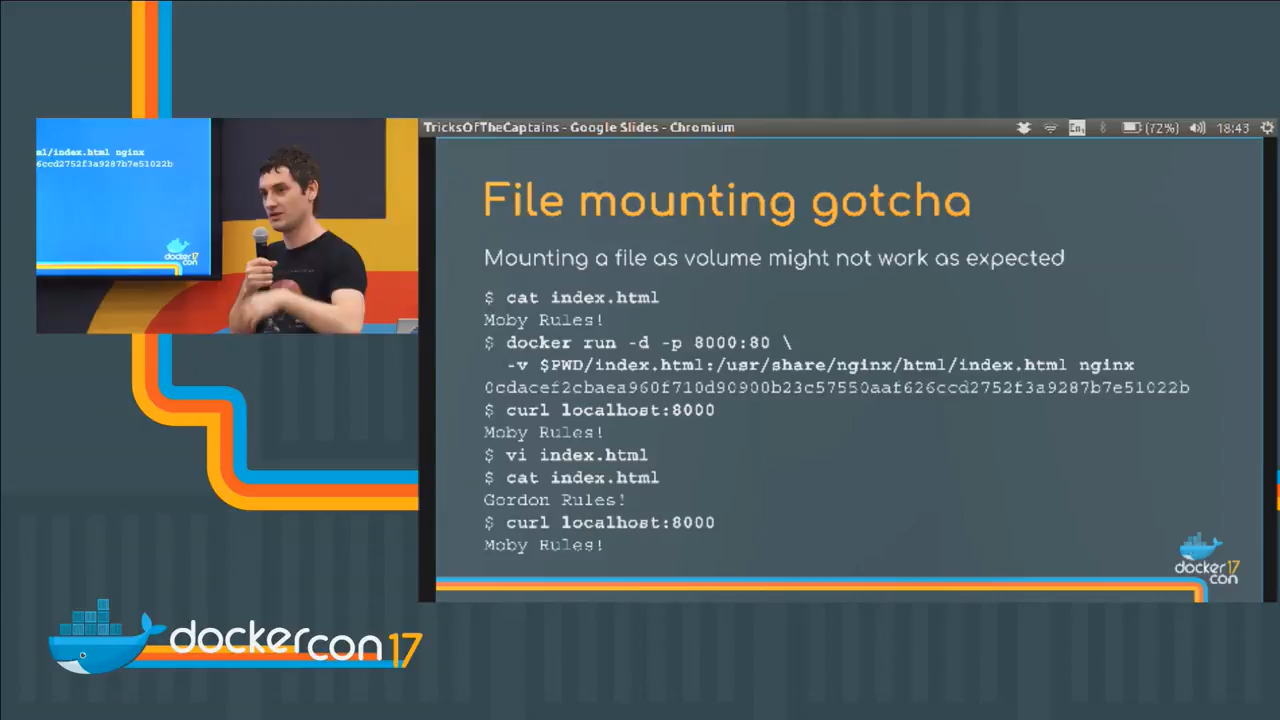 ml/index.html nginx
6ccd2752f3a9287b7e51022b
docker 17
con
TricksOfTheCaptains - Google Slides - Chromium
En1
(72%)
18:43
File mounting gotcha
Mounting a file as volume might not work as expected
$ cat index.html
Moby Rules!
$ docker run -d -p 8000:80 \
-v $PWD/index.html:/usr/share/nginx/html/index.html nginx
0cdacef2cbaea960f710d90900b23c57550aaf626ccd2752f3a9287b7e51022b
$ curl localhost:8000
Moby Rules!
$ vi index.html
$ cat index.html
Gordon Rules!
$ curl localhost:8000
Moby Rules!
docker 17
con
dockercon 17